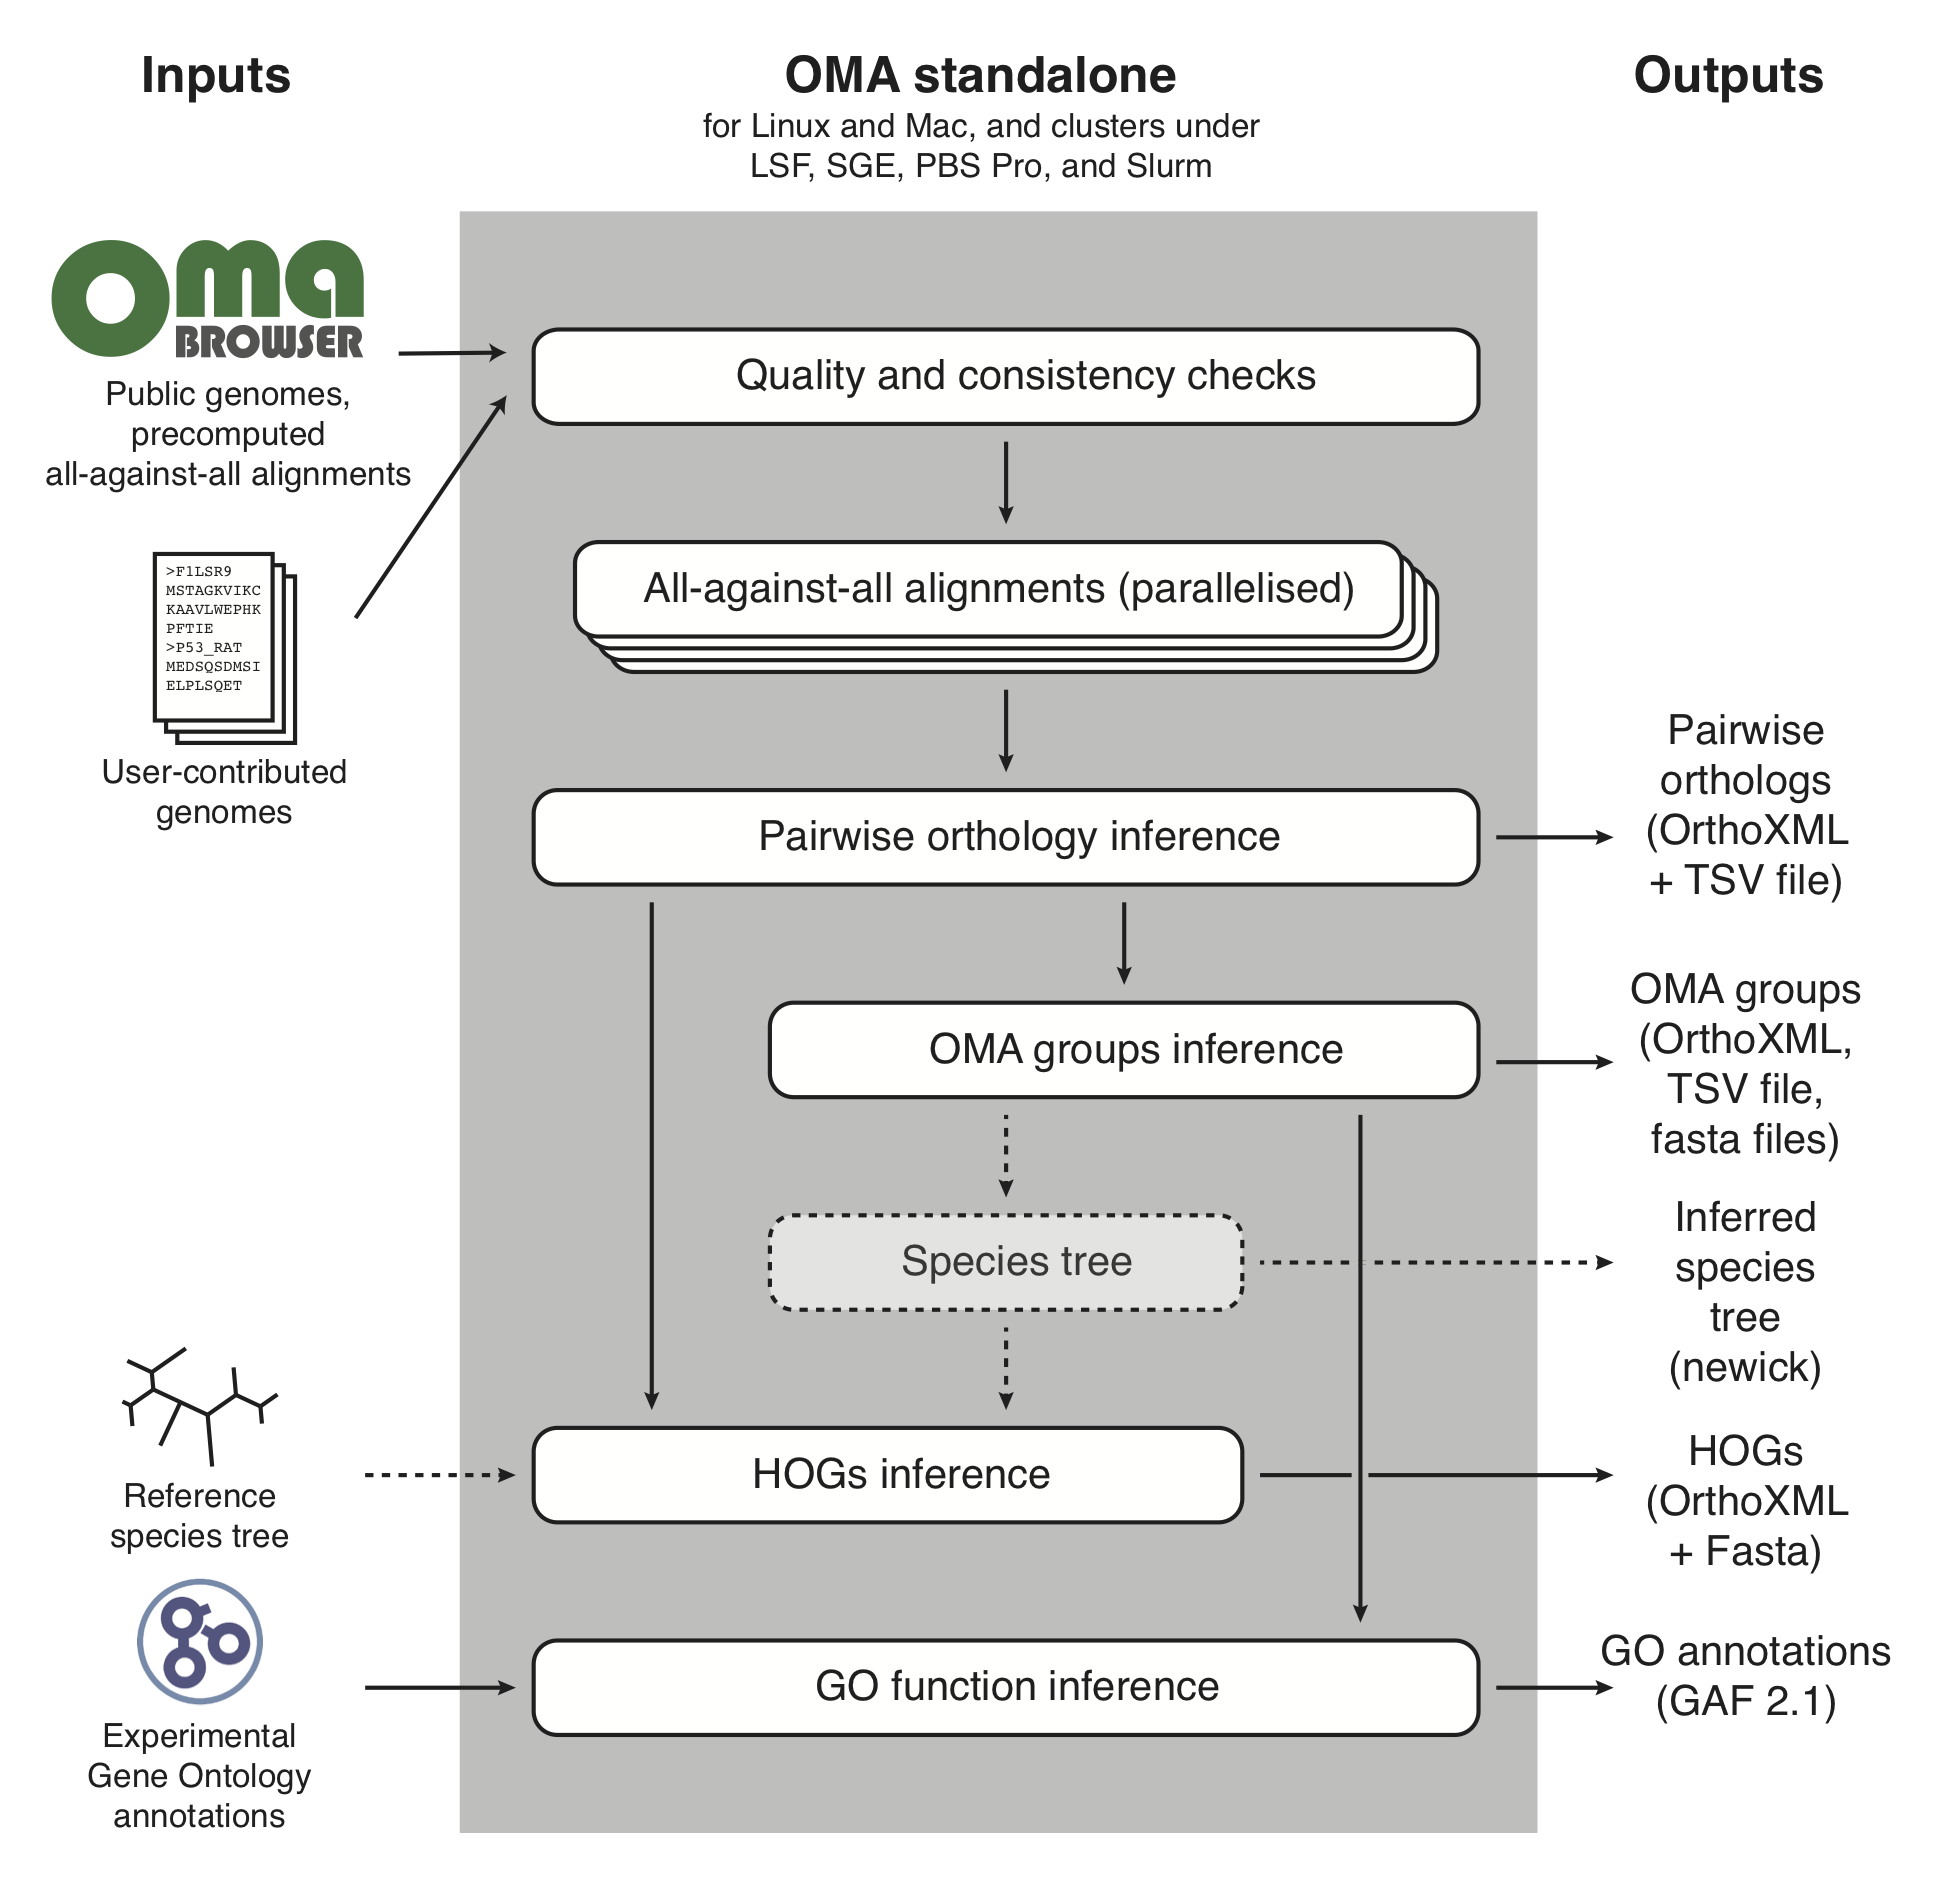 Inputs
OMA standalone
for Linux and Mac, and clusters under
LSF, SGE, PBS Pro, and Slurm
Outputs
oma
BROWSER
Public genomes,
precomputed
all-against-all alignments
>F1LSR9
MSTAGKVIKC
KAAVLWEPHK
PFTIE
>P53_RAT
MEDSQSDMSI
ELPLSQET
User-contributed
genomes
Reference
species tree
Experimental
Gene Ontology
annotations
Quality and consistency checks
All-against-all alignments (parallelised)
Pairwise orthology inference
OMA groups inference
Species tree
HOGs inference
GO function inference
Pairwise
orthologs
(OrthoXML
+ TSV file)
OMA groups
(OrthoXML,
TSV file,
fasta files)
Inferred
species
tree
(newick)
HOGs
(OrthoXML
+ Fasta)
GO annotations
(GAF 2.1)